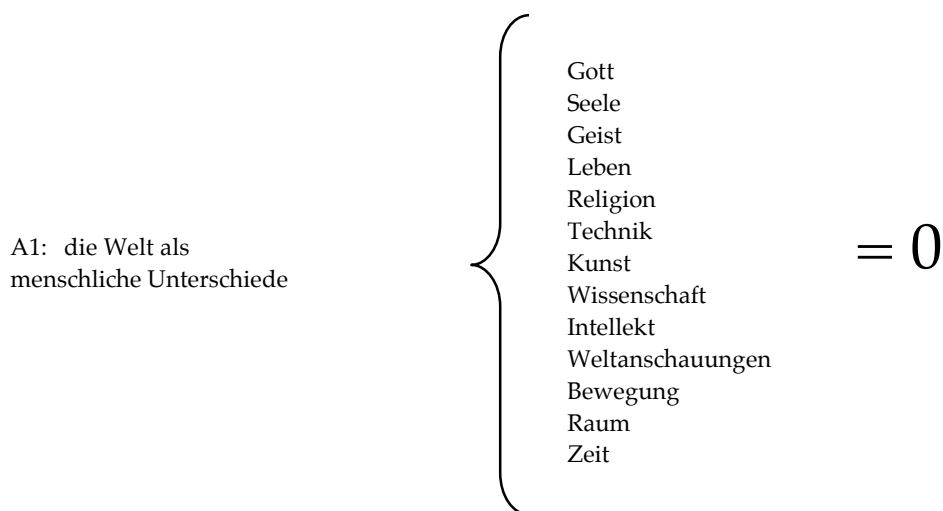 Gott
Seele
Geist
Leben
Religion
Technik
A1: die Welt als
menschliche Unterschiede
Kunst
= 0
Wissenschaft
Intellekt
Weltanschauungen
Bewegung
Raum
Zeit